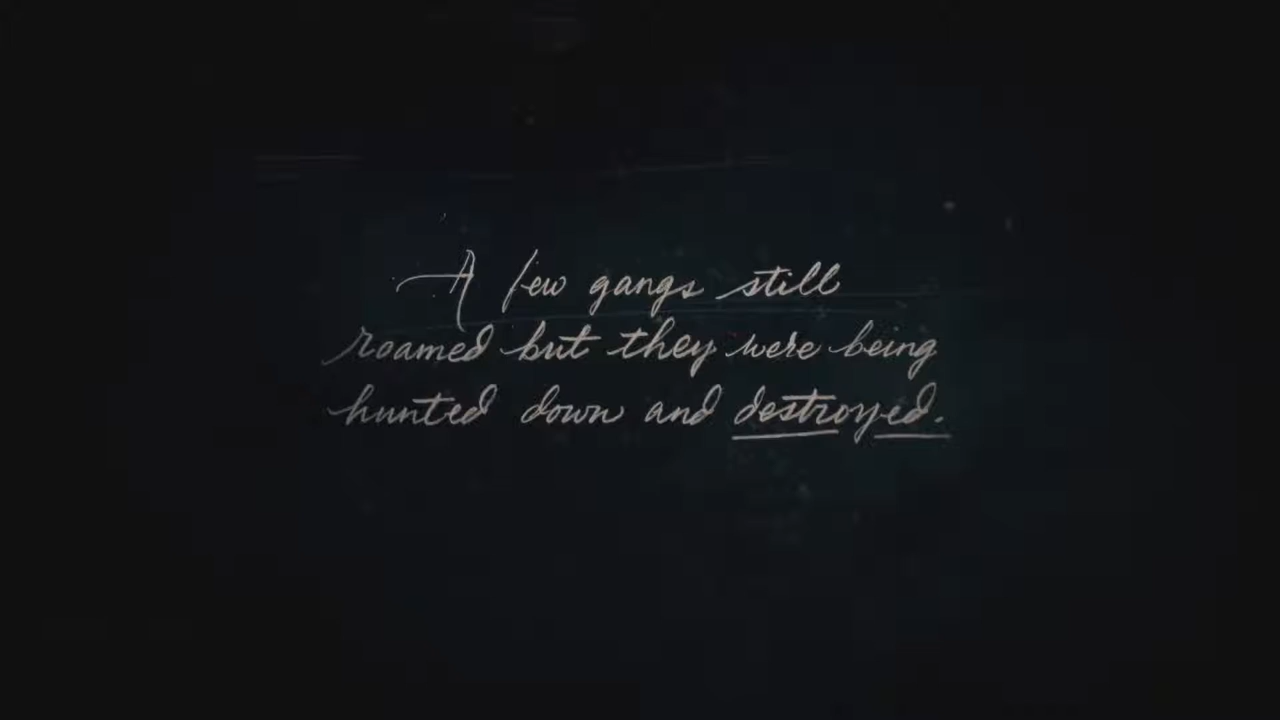 A few gangs still
roamed but they were being
hunted down and destroyed.